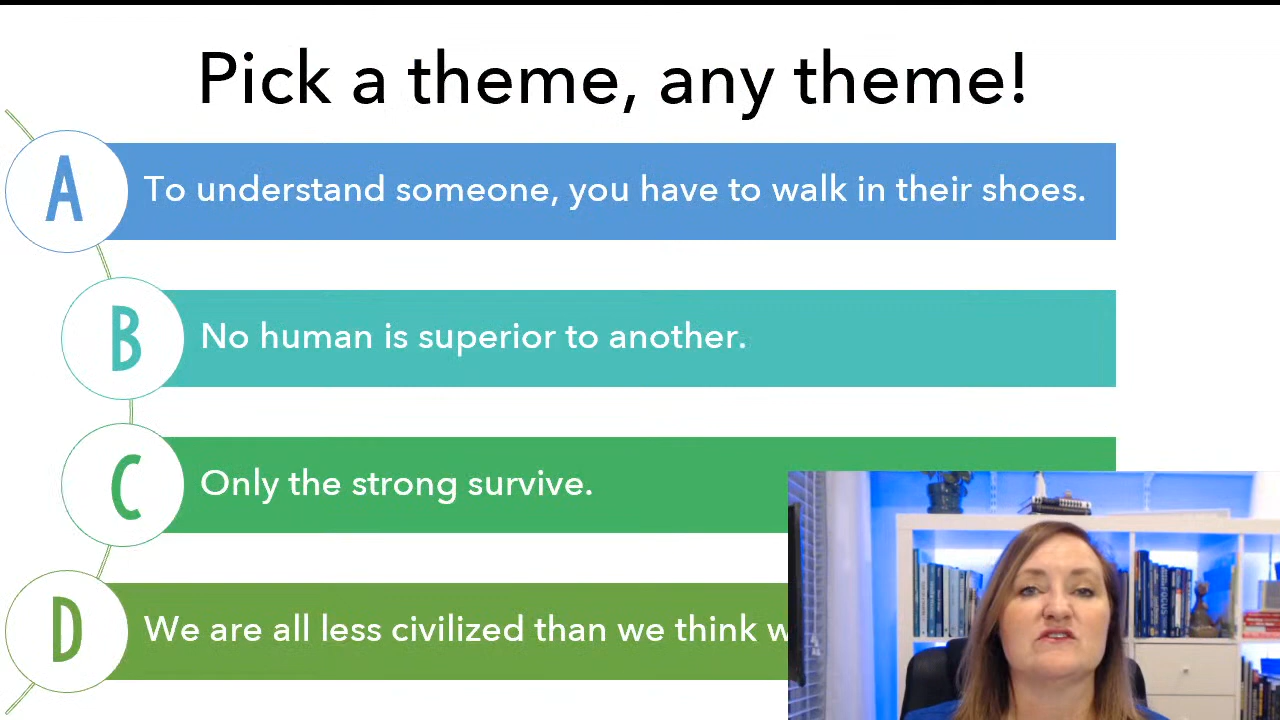 Pick a theme, any theme!
A
To understand someone, you have to walk in their shoes.
B
No human is superior to another.
C
Only the strong survive.
D
We are all less civilized than we think
FOCUS